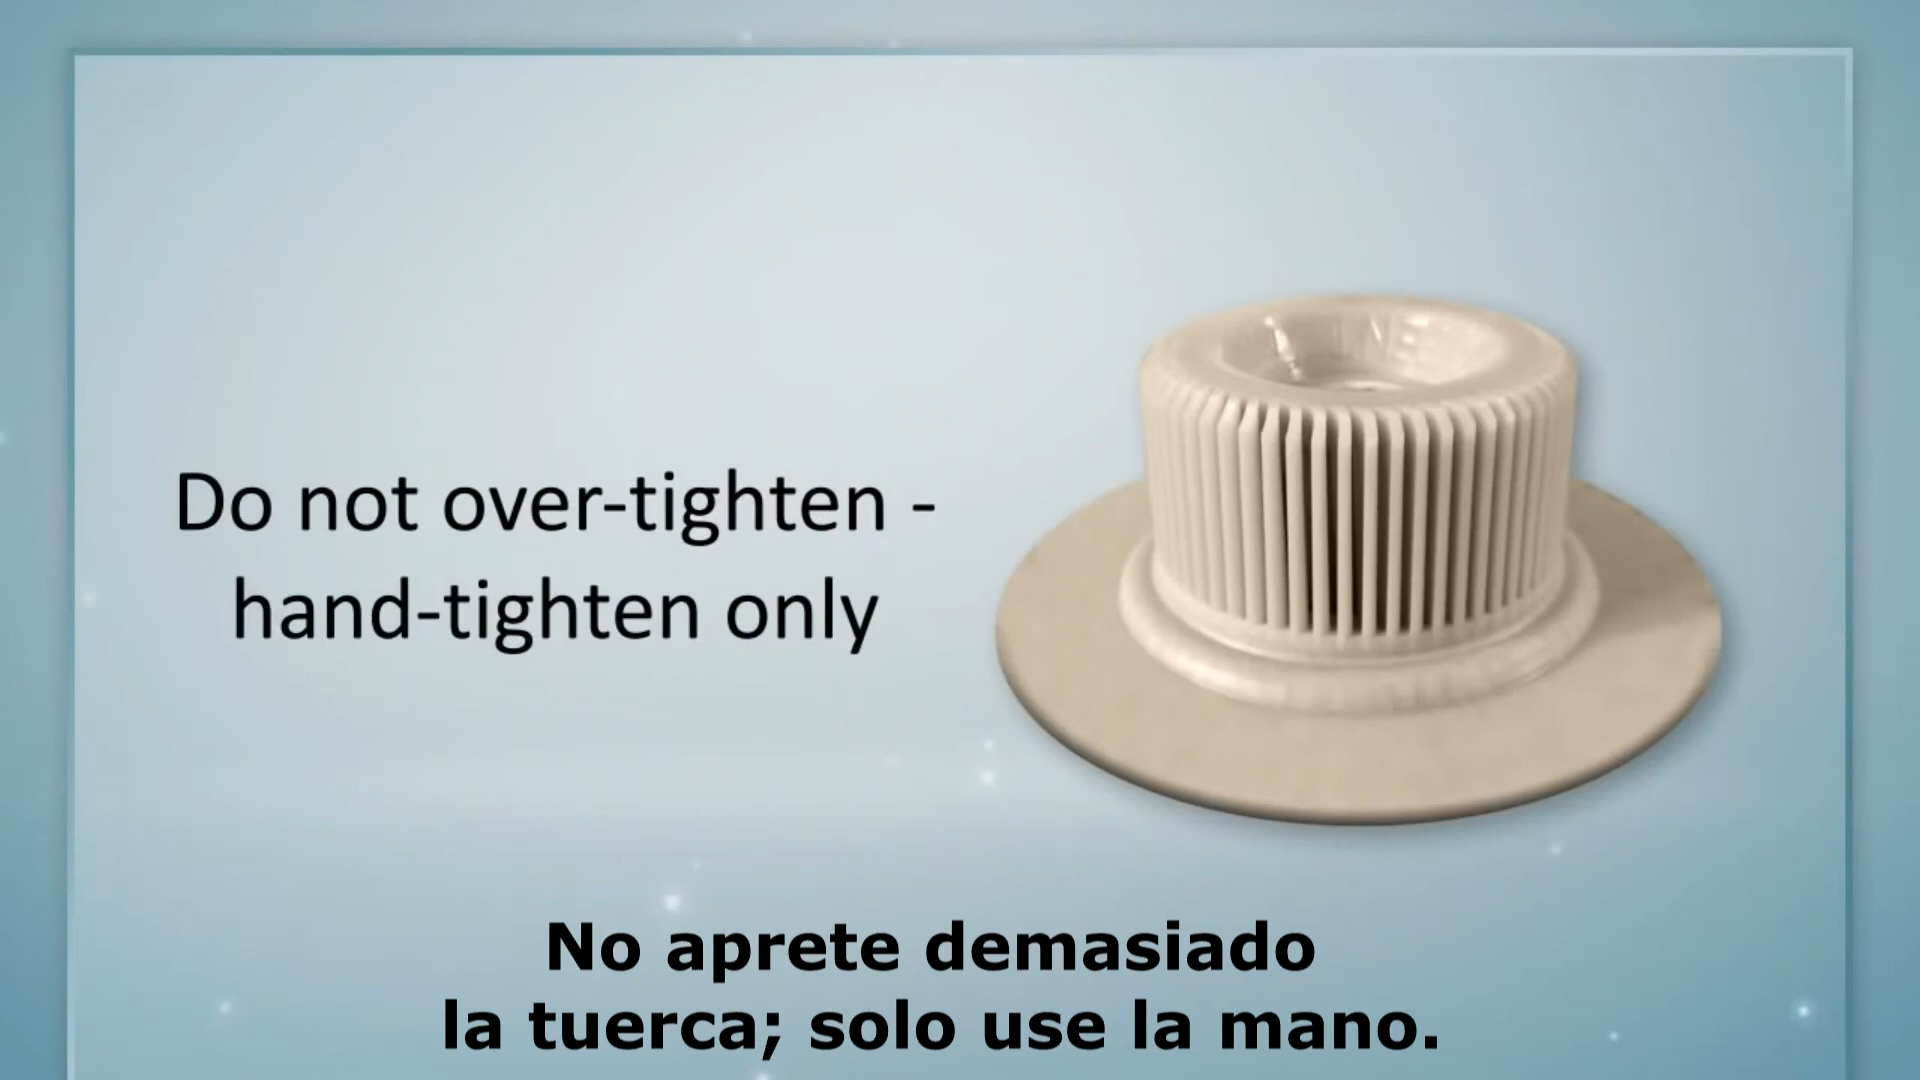 Do not over-tighten -
hand-tighten only
No aprete demasiado
la tuerca; solo use la mano.